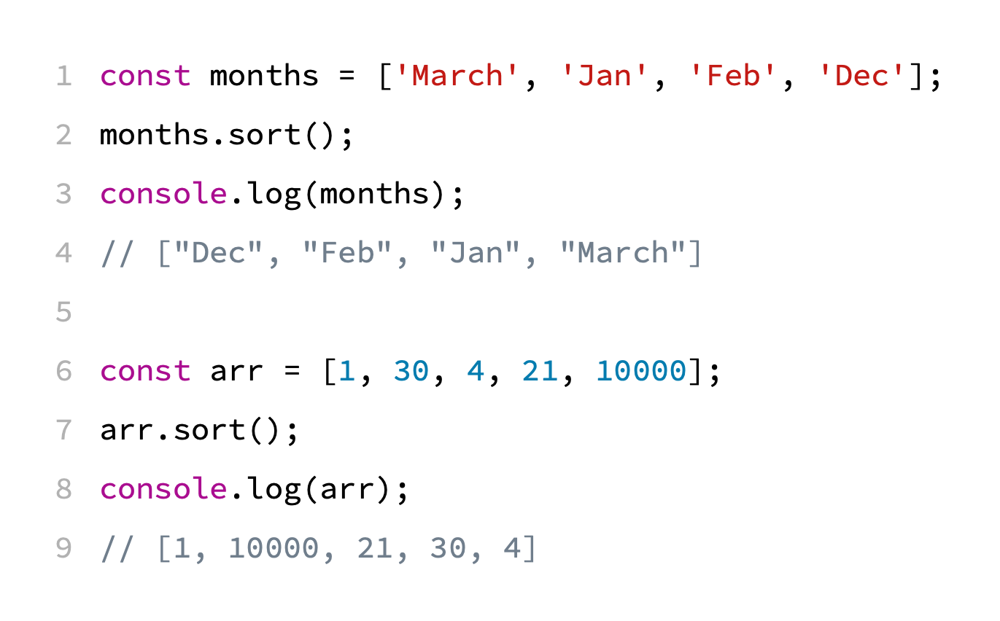 1 const months = ['March', 'Jan', 'Feb', 'Dec'];
2 months.sort();
3 console.log(months);
4 // ["Dec", "Feb", "Jan", "March"]
5
6 const arr = [1, 30, 4, 21, 10000];
7 arr.sort();
8 console.log(arr);
9 // [1, 10000, 21, 30, 4]